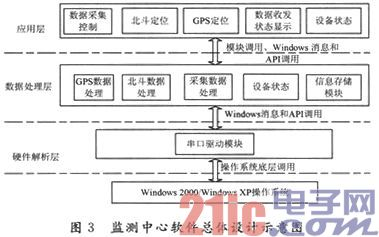 应用层
数据采集
控制
北斗定位
GPS定位
数据收发
状态显示
设备状态
模块调用、Windows 消息和
API调用
数据处理层
GPS数据
处理
北斗数据
处理
采集数据
处理
设备状态
信息存储
模块
Windows消息和API调用
硬件解析层
串口驱动模块
操作系统底层调用
Windows 2000/Windows XP操作系统
图 3 监测中心软件总体设计示意图
21ic电子网
.com